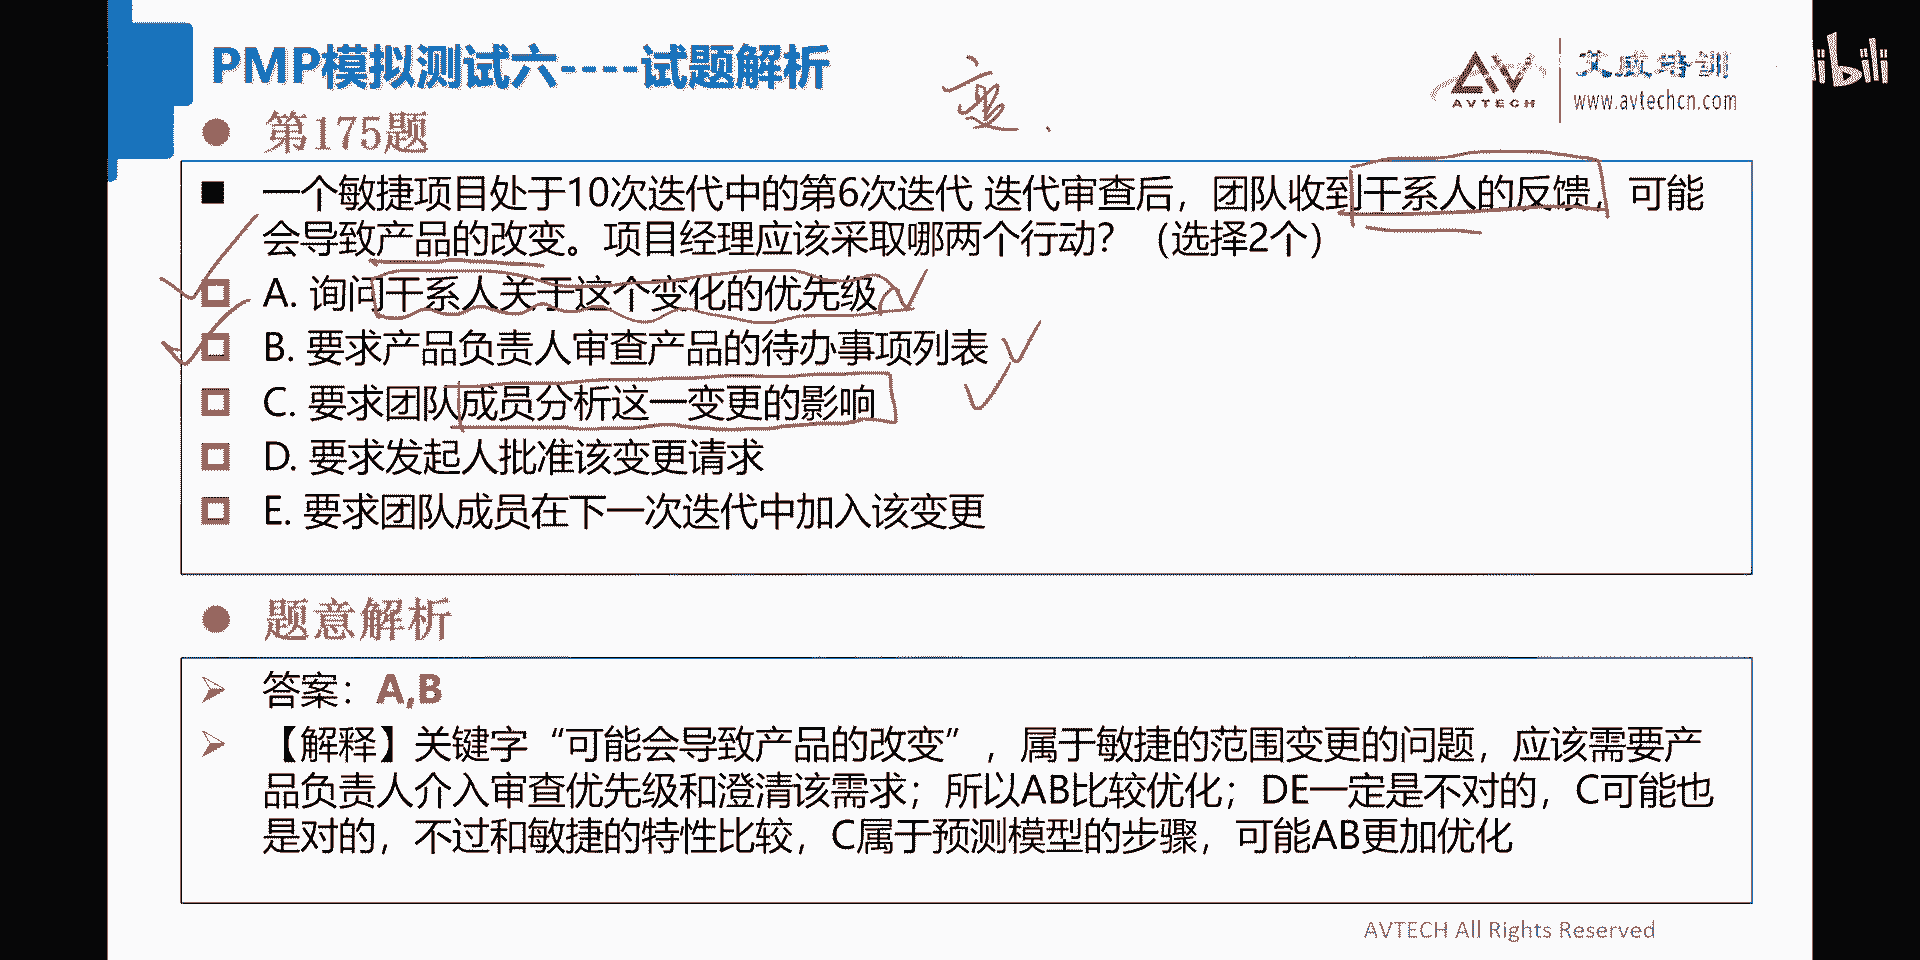 PMP模拟测试六----试题解析
变
AVTECH
艾威培训
www.avtechcn.com
libili
第175题
一个敏捷项目处于10次迭代中的第6次迭代 迭代审查后，团队收到干系人的反馈，可能
会导致产品的改变。项目经理应该采取哪两个行动？（选择2个）
A. 询问干系人关于这个变化的优先级
B. 要求产品负责人审查产品的待办事项列表
C. 要求团队成员分析这一变更的影响
D. 要求发起人批准该变更请求
E. 要求团队成员在下一次迭代中加入该变更
题意解析
答案：A,B
【解释】关键字“可能会导致产品的改变”，属于敏捷的范围变更的问题，应该需要产
品负责人介入审查优先级和澄清该需求；所以AB比较优化；DE一定是不对的，C可能也
是对的，不过和敏捷的特性比较，C属于预测模型的步骤，可能AB更加优化
AVTECH All Rights Reserved